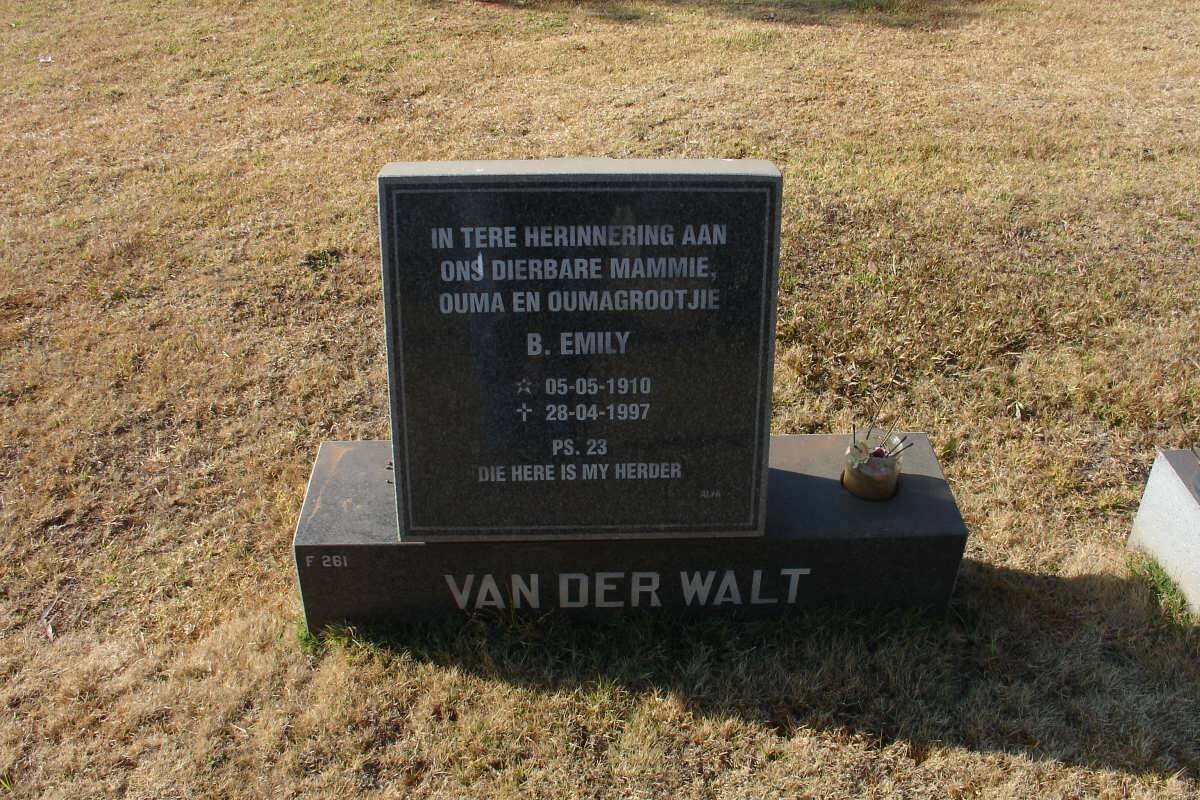 IN TERE HERINNERING AAN
ONS DIERBARE MAMMIE,
OUMA EN OUMAGROOTJIE
B. EMILY
☆ 05-05-1910
✝ 28-04-1997
PS. 23
DIE HERE IS MY HERDER
F 261
VAN DER WALT